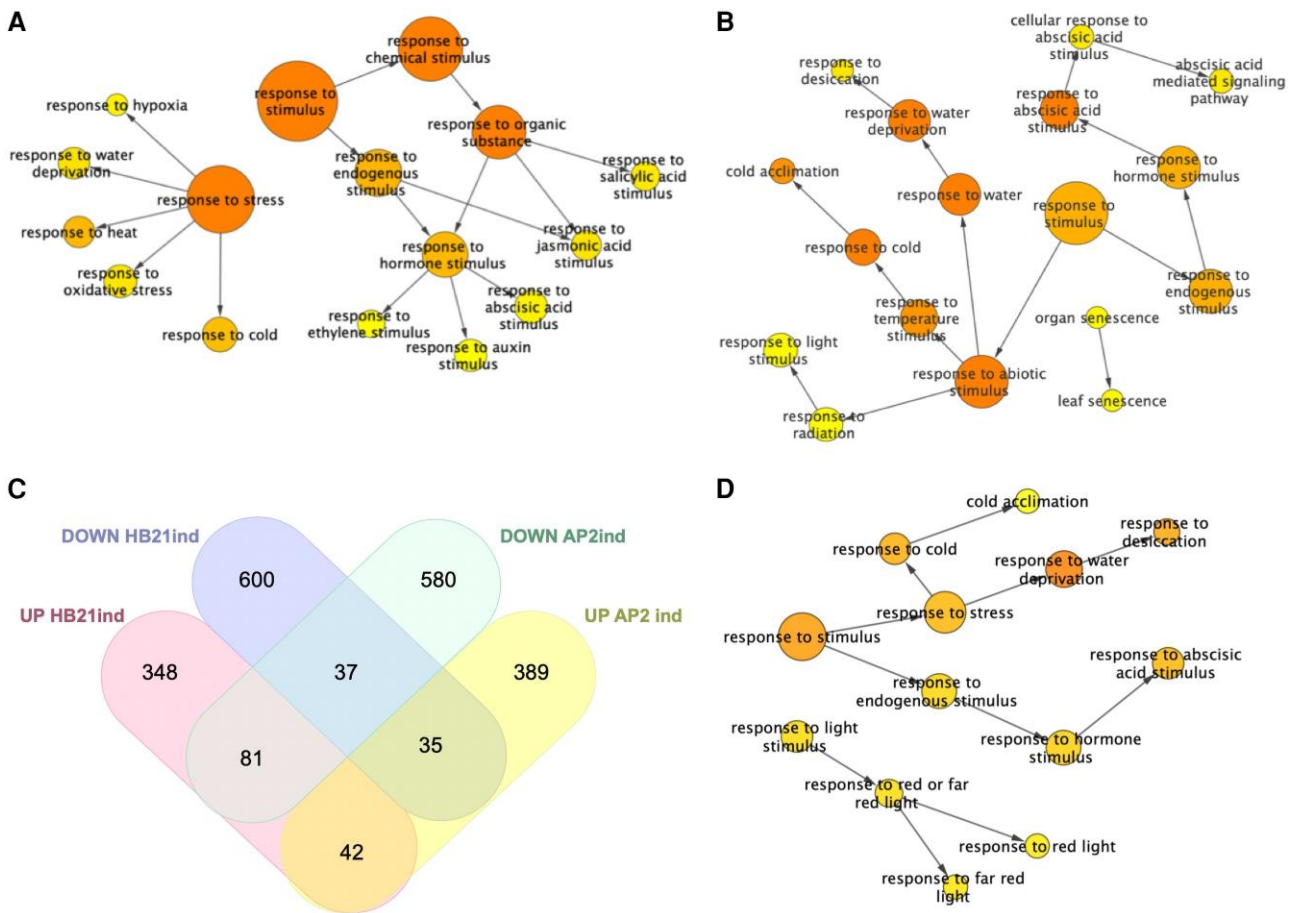 A
response to
chemical stimulus
response to
stimulus
response to hypoxia
response to organic
substance
response to water
deprivation
response to
endogenous
stimulus
response to
salicylic acid
stimulus
response to stress
response to heat
response to
jasmonic acid
stimulus
response to
hormone stimulus
response to
oxidative stress
response to
abscisic acid
stimulus
response to
ethylene stimulus
response to cold
response to auxin
stimulus
B
cellular response to
abscisic acid
stimulus
response to
desiccation
abscisic acid
mediated signaling
pathway
response to
abscisic acid
stimulus
response to water
deprivation
cold acclimation
response to
hormone stimulus
response to water
response to
stimulus
response to cold
response to
endogenous
stimulus
response to
temperature
stimulus
organ senescence
response to light
stimulus
response to abiotic
stimulus
leaf senescence
response to
radiation
C
DOWN HB21ind
DOWN AP2ind
600
580
UP HB21ind
UP AP2 ind
348
37
389
81
35
42
D
cold acclimation
response to
desiccation
response to cold
response to water
deprivation
response to stress
response to stimulus
response to abscisic
acid stimulus
response to
endogenous stimulus
response to light
stimulus
response to hormone
stimulus
response to red or far
red light
response to red light
response to far red
light